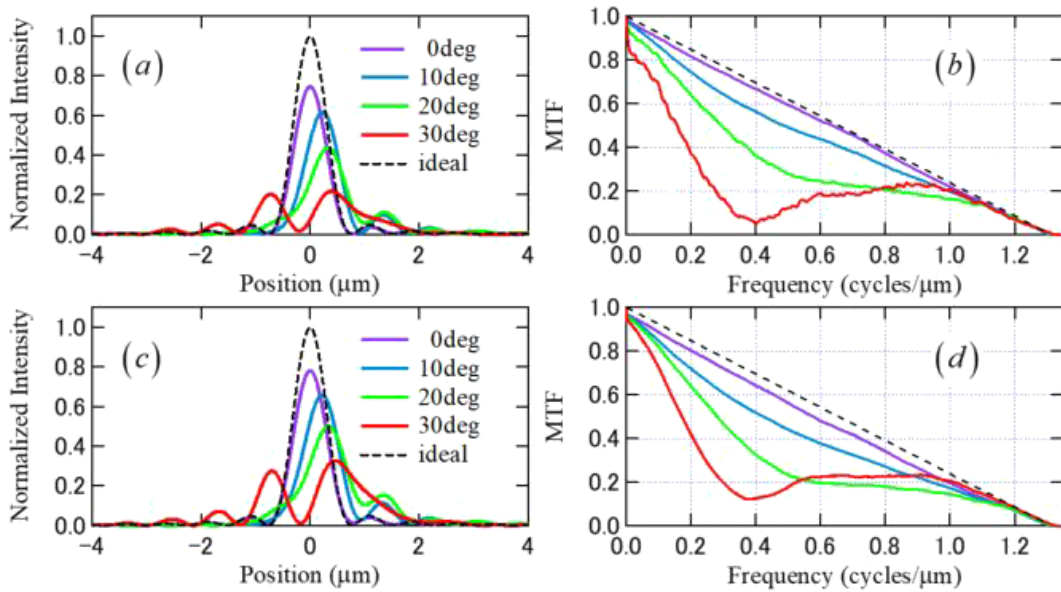 Normalized Intensity
1.0
0.8
0.6
0.4
0.2
0.0
(a)
0deg
10deg
20deg
30deg
ideal
−4 −2 0 2 4
Position (μm)
MTF
1.0
0.8
0.6
0.4
0.2
0.0
(b)
0.0 0.2 0.4 0.6 0.8 1.0 1.2
Frequency (cycles/μm)
Normalized Intensity
1.0
0.8
0.6
0.4
0.2
0.0
(c)
0deg
10deg
20deg
30deg
ideal
−4 −2 0 2 4
Position (μm)
MTF
1.0
0.8
0.6
0.4
0.2
0.0
(d)
0.0 0.2 0.4 0.6 0.8 1.0 1.2
Frequency (cycles/μm)